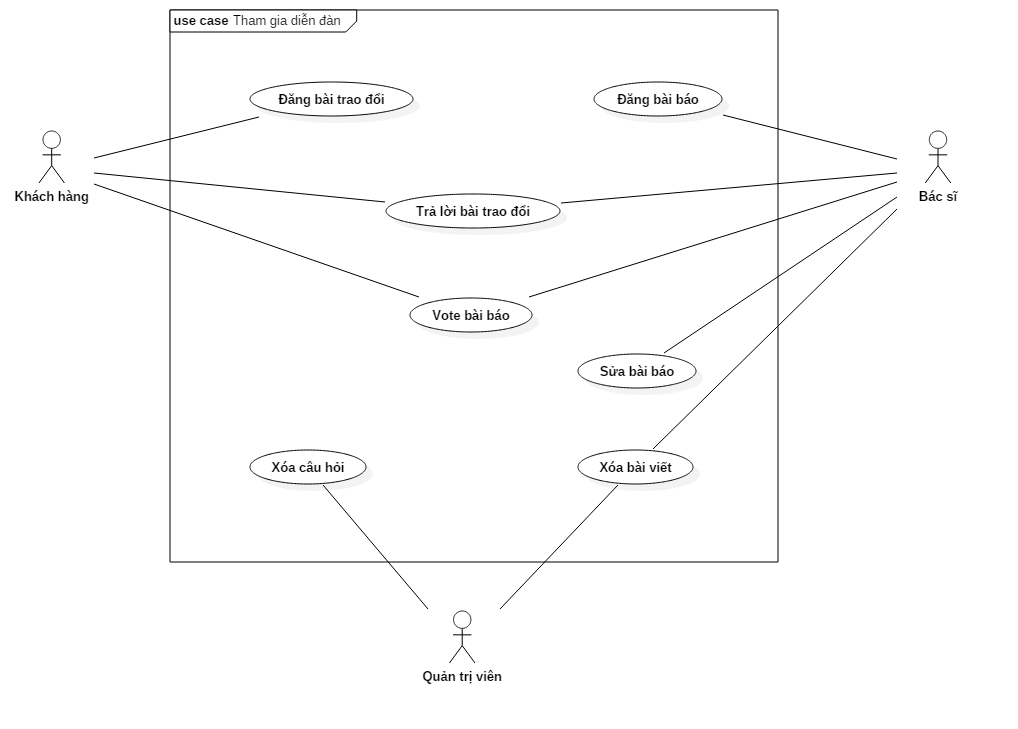 use case Tham gia diễn đàn
Đăng bài trao đổi
Đăng bài báo
Khách hàng
Bác sĩ
Trả lời bài trao đổi
Vote bài báo
Sửa bài báo
Xóa câu hỏi
Xóa bài viết
Quản trị viên